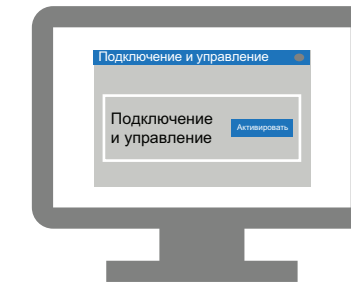 Подключение и управление
Подключение
и управление
Активировать